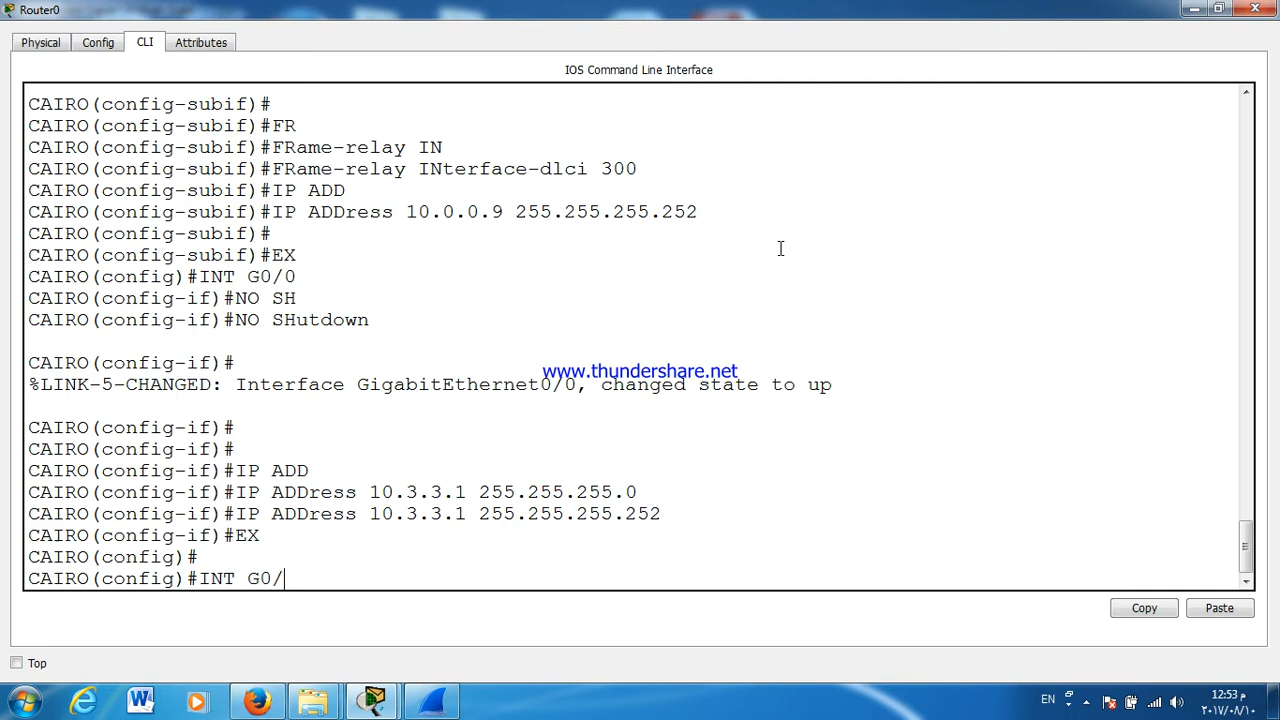 Router0
Physical
Config
CLI
Attributes
IOS Command Line Interface
CAIRO(config-subif)#
CAIRO(config-subif)#FR
CAIRO(config-subif)#FRame-relay IN
CAIRO(config-subif)#FRame-relay INterface-dlci 300
CAIRO(config-subif)#IP ADD
CAIRO(config-subif)#IP ADDress 10.0.0.9 255.255.255.252
CAIRO(config-subif)#
CAIRO(config-subif)#EX
CAIRO(config)#INT G0/0
CAIRO(config-if)#NO SH
CAIRO(config-if)#NO SHutdown
CAIRO(config-if)#
www.thundershare.net
%LINK-5-CHANGED: Interface GigabitEthernet0/0, changed state to up
CAIRO(config-if)#
CAIRO(config-if)#
CAIRO(config-if)#IP ADD
CAIRO(config-if)#IP ADDress 10.3.3.1 255.255.255.0
CAIRO(config-if)#IP ADDress 10.3.3.1 255.255.255.252
CAIRO(config-if)#EX
CAIRO(config)#
CAIRO(config)#INT G0/
Copy
Paste
Top
EN
12:53 م
٢٠١٧/٠٨/١٠